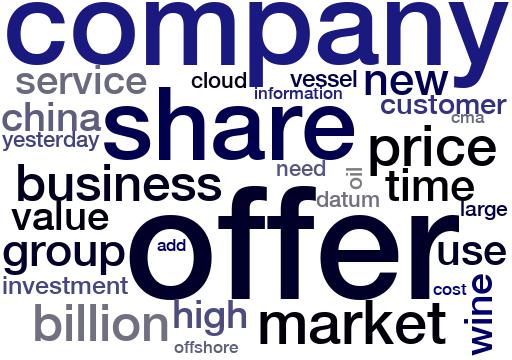 company
service cloud vessel new
information
china share customer
cma
yesterday price
need oil
business datum time
value offer large
group add use
investment cost wine
billion high market
offshore